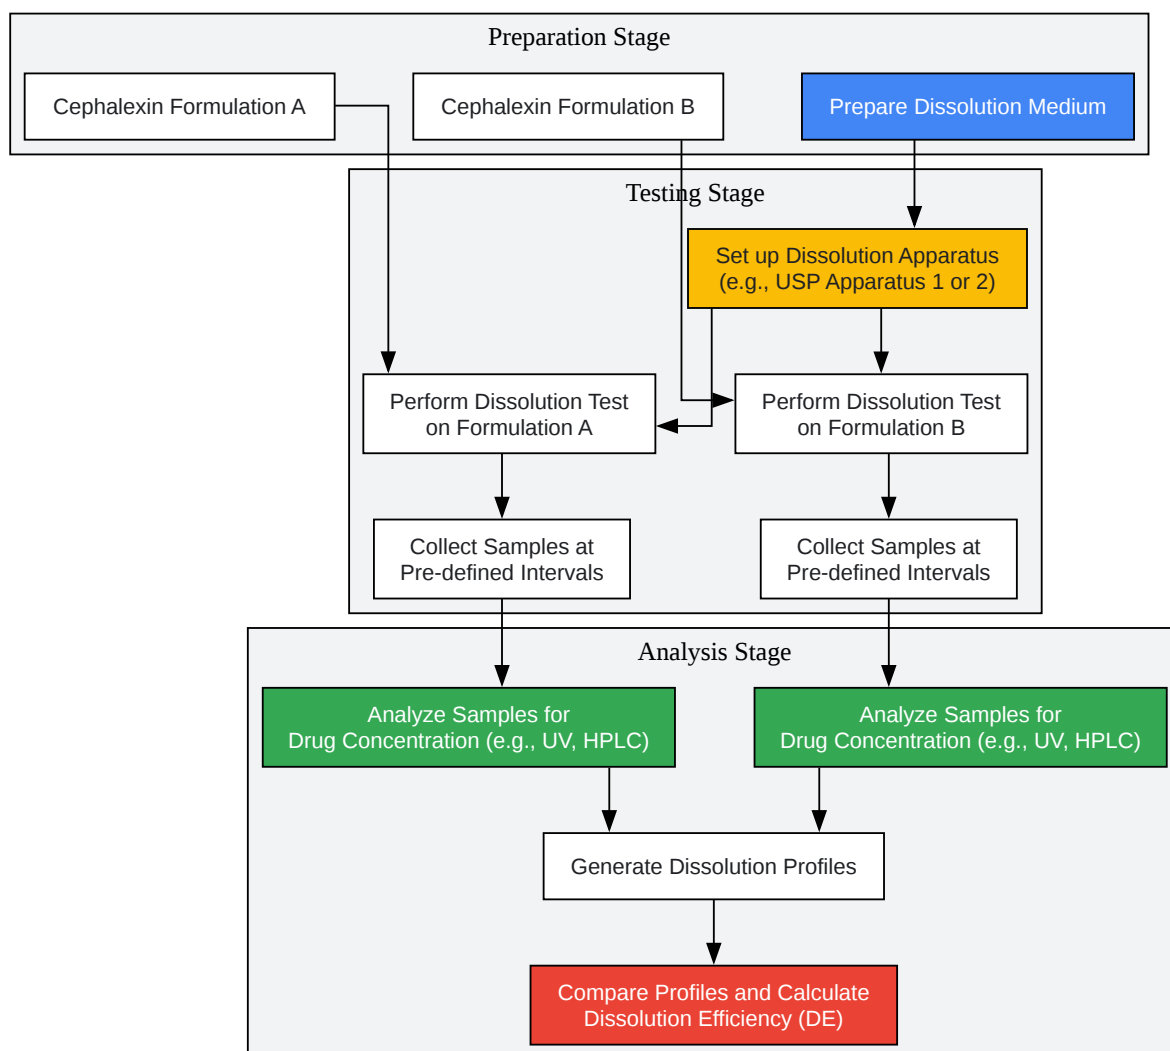 Preparation Stage
Cephalexin Formulation A
Cephalexin Formulation B
Prepare Dissolution Medium
Testing Stage
Set up Dissolution Apparatus
(e.g., USP Apparatus 1 or 2)
Perform Dissolution Test
on Formulation A
Perform Dissolution Test
on Formulation B
Collect Samples at
Pre-defined Intervals
Collect Samples at
Pre-defined Intervals
Analysis Stage
Analyze Samples for
Drug Concentration (e.g., UV, HPLC)
Analyze Samples for
Drug Concentration (e.g., UV, HPLC)
Generate Dissolution Profiles
Compare Profiles and Calculate
Dissolution Efficiency (DE)